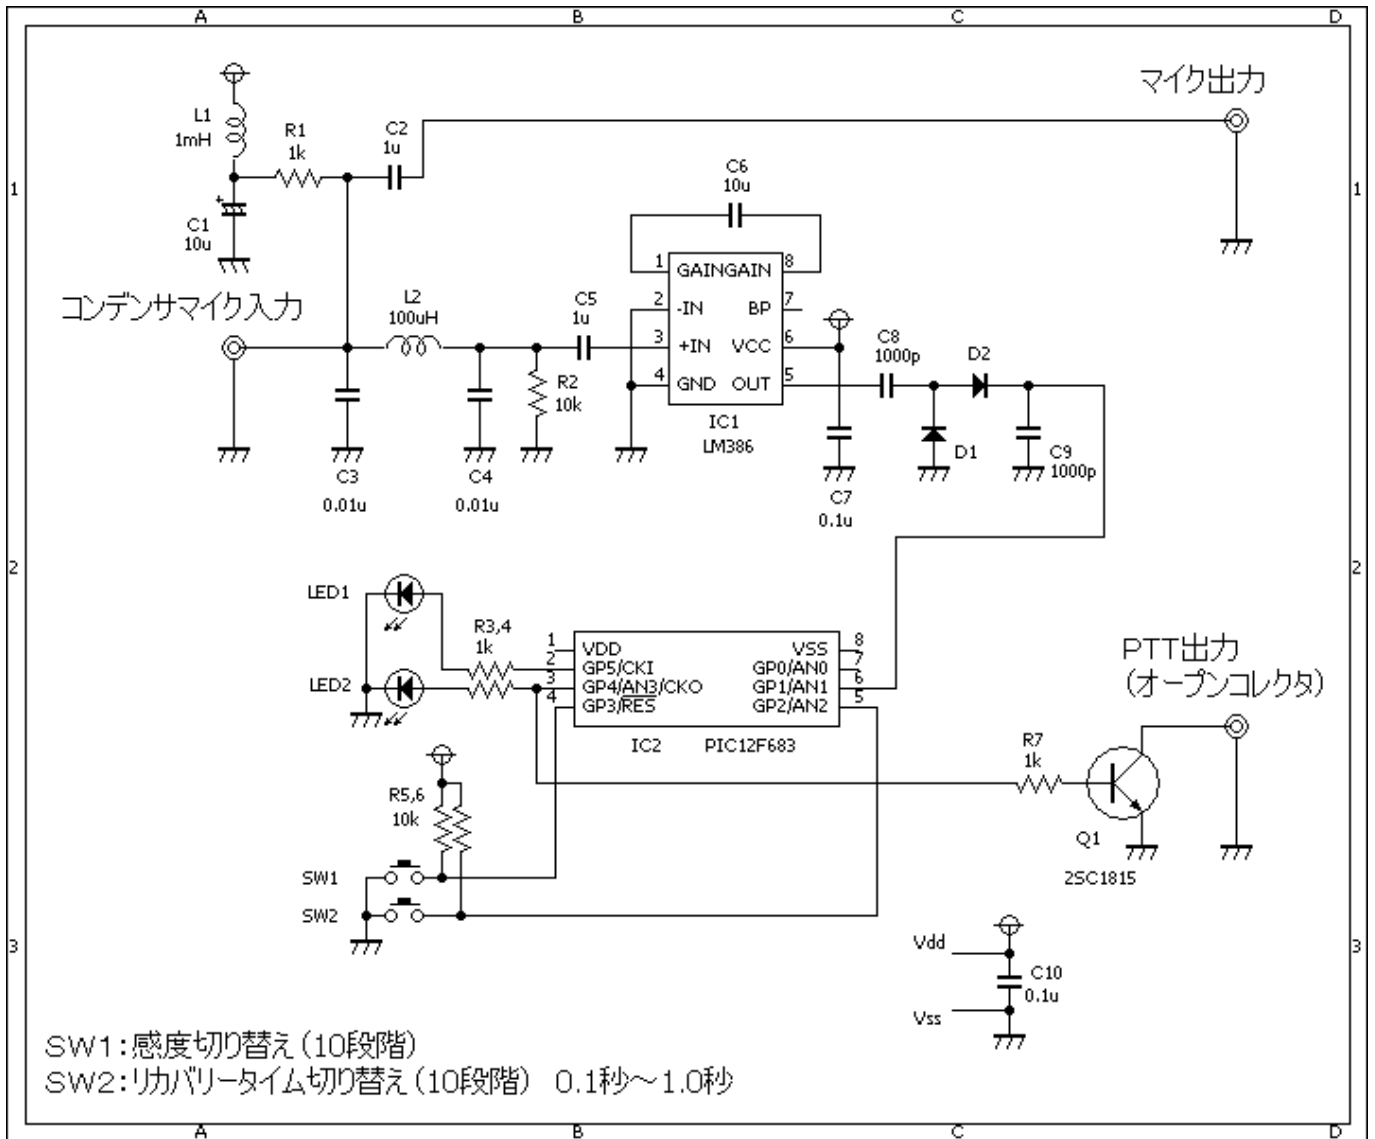 A B C D
マイク出力
L1
1mH
R1
1k
C2
1u
C6
10u
1 1
+
C1
10u
コンデンサマイク入力
L2
100uH
C5
1u
1 GAINGAIN 8
2 -IN BP 7
3 +IN VCC 6
4 GND OUT 5
IC1
LM386
C8
1000p
D2
R2
10k
D1
C9
1000p
C3
0.01u
C4
0.01u
C7
0.1u
2 2
LED1
R3,4
1k
LED2
1 VDD VSS 8
2 GP5/CKI GP0/AN0 7
3 GP4/AN3/CKO GP1/AN1 6
4 GP3/RES GP2/AN2 5
IC2 PIC12F683
PTT出力
(オープンコレクタ)
R7
1k
R5,6
10k
Q1
2SC1815
SW1
SW2
3 3
Vdd
C10
0.1u
Vss
SW1:感度切り替え(10段階)
SW2:リカバリータイム切り替え(10段階) 0.1秒～1.0秒
A B C D